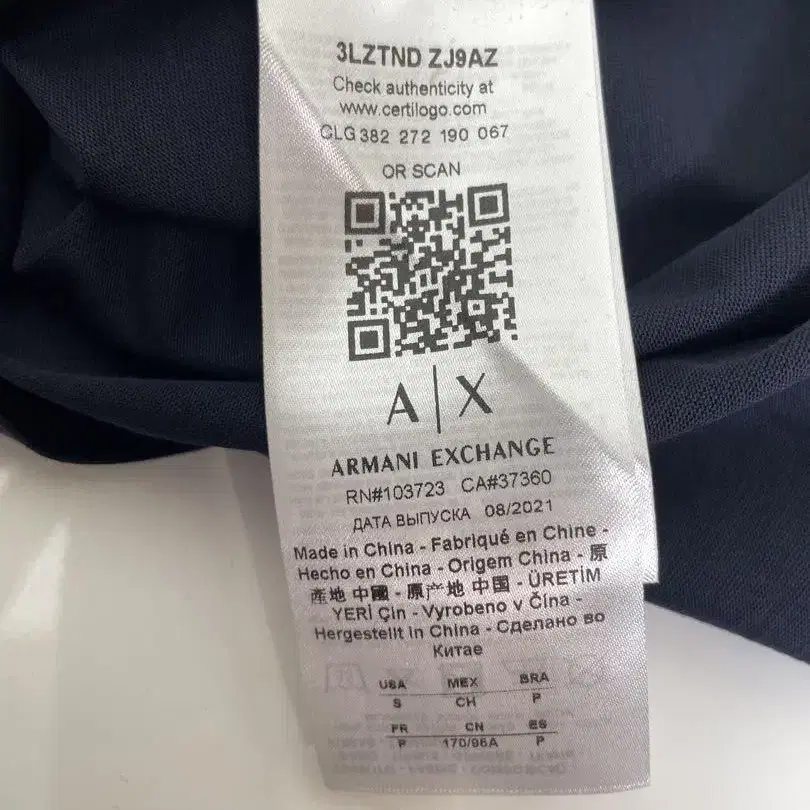 3LZTND ZJ9AZ
Check authenticity at
www.certilogo.com
CLG 382 272 190 067
OR SCAN
A|X
ARMANI EXCHANGE
RN#103723 CA#37360
ДАТА ВЫПУСКА 08/2021
Made in China - Fabriqué en Chine -
Hecho en China - Origem China - 原
產地 中國 - 原产地 中国 - ÜRETİM
YERİ Çin - Vyrobeno v Čína -
Hergestellt in China - Сделано во
Китае
USA MEX BRA
S CH P
FR CN ES
P 170/96A P